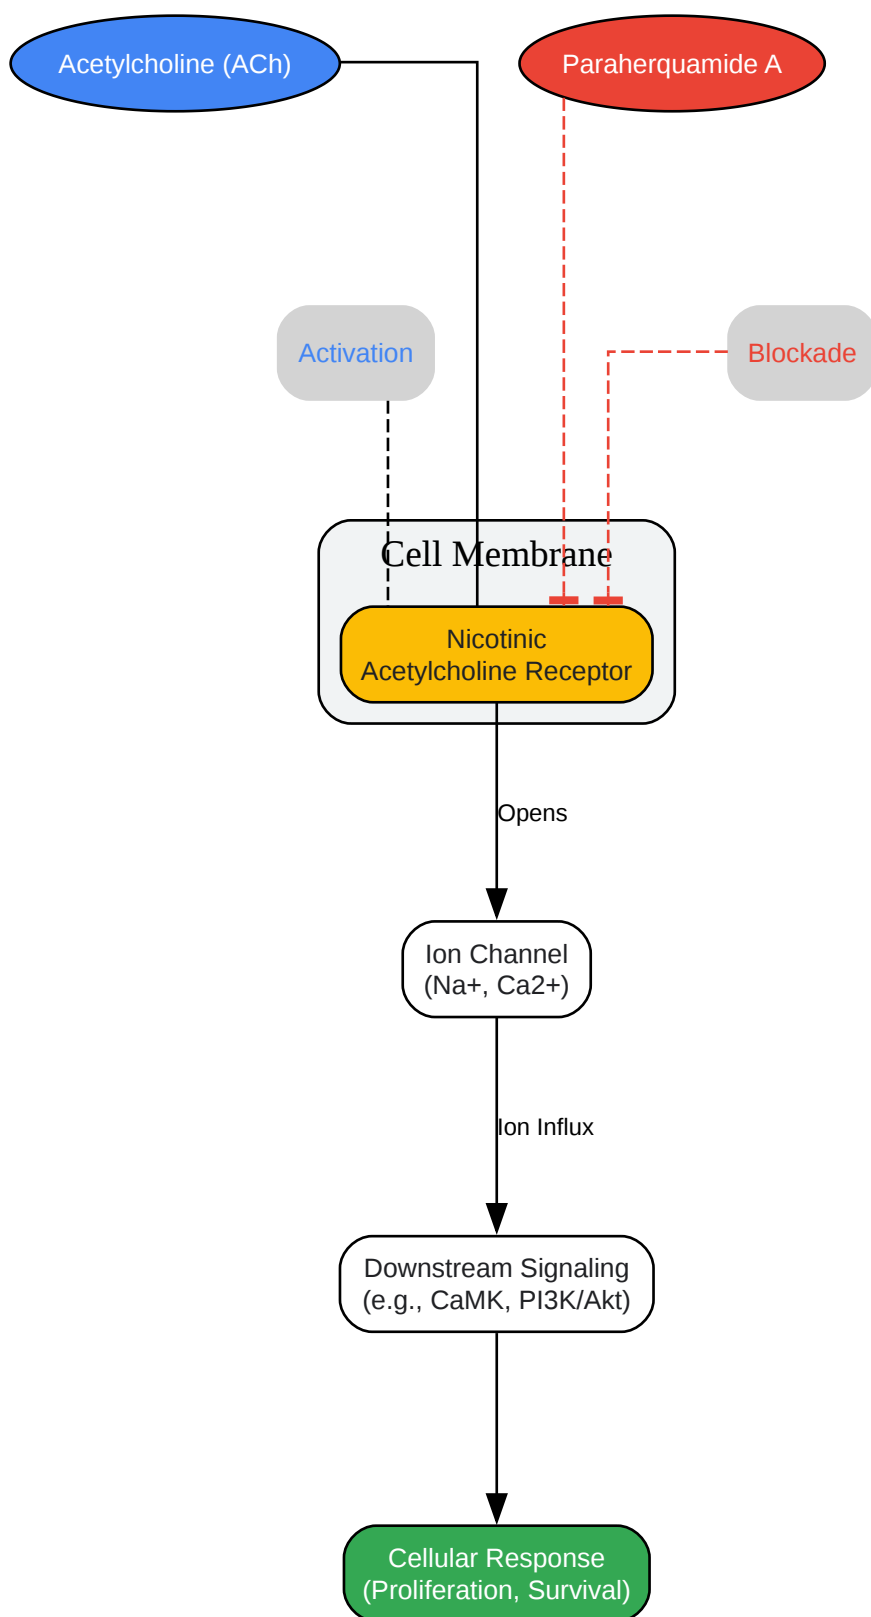 Acetylcholine (ACh)
Paraherquamide A
Activation
Blockade
Cell Membrane
Nicotinic
Acetylcholine Receptor
Opens
Ion Channel
(Na+, Ca2+)
Ion Influx
Downstream Signaling
(e.g., CaMK, PI3K/Akt)
Cellular Response
(Proliferation, Survival)